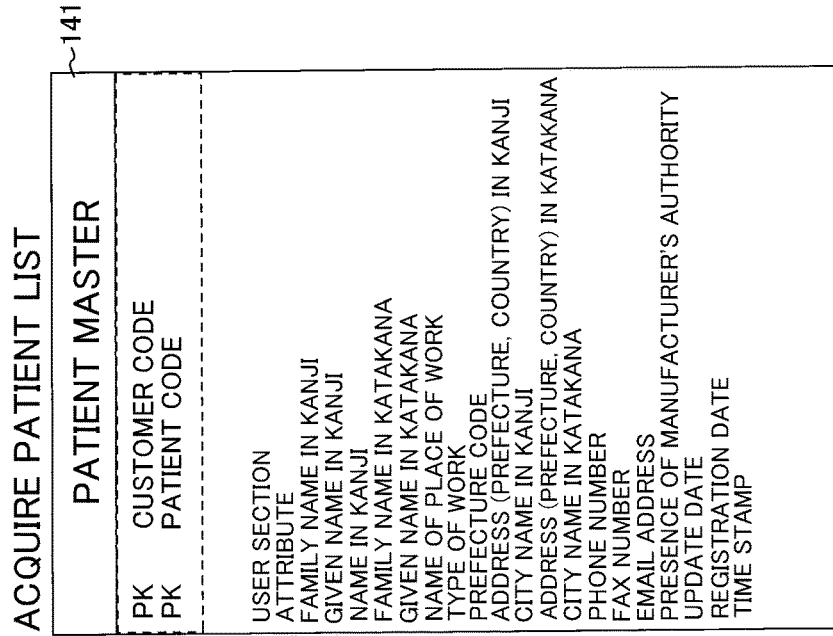 ACQUIRE PATIENT LIST
141
PATIENT MASTER
PK CUSTOMER CODE
PK PATIENT CODE
USER SECTION
ATTRIBUTE
FAMILY NAME IN KANJI
GIVEN NAME IN KANJI
NAME IN KANJI
FAMILY NAME IN KATAKANA
GIVEN NAME IN KATAKANA
NAME OF PLACE OF WORK
TYPE OF WORK
PREFECTURE CODE
ADDRESS (PREFECTURE, COUNTRY) IN KANJI
CITY NAME IN KANJI
ADDRESS (PREFECTURE, COUNTRY) IN KATAKANA
CITY NAME IN KATAKANA
PHONE NUMBER
FAX NUMBER
EMAIL ADDRESS
PRESENCE OF MANUFACTURER'S AUTHORITY
UPDATE DATE
REGISTRATION DATE
TIME STAMP